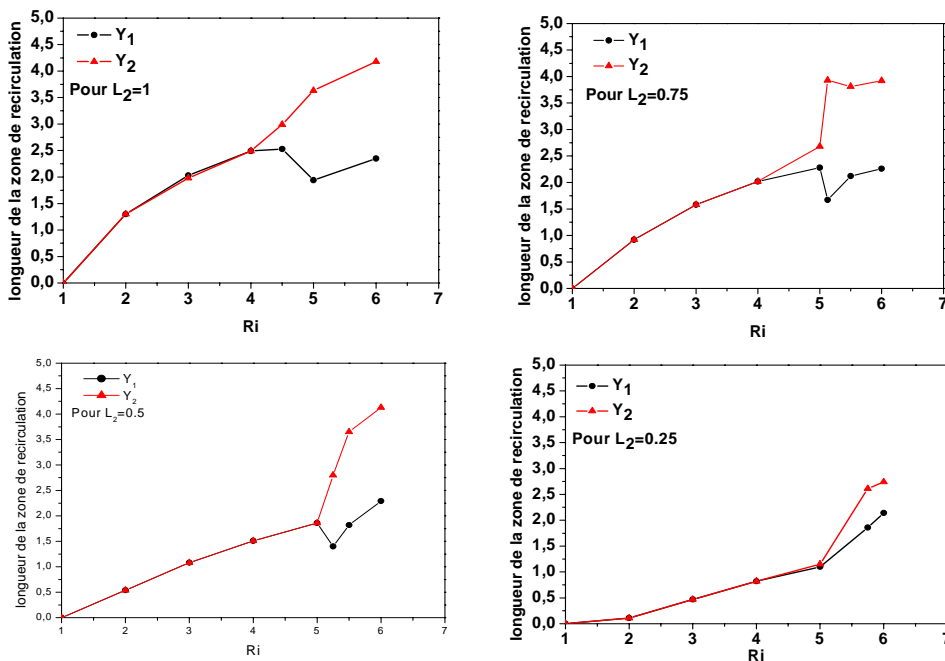 longueur de la zone de recirculation
5,0
4,5
4,0
3,5
3,0
2,5
2,0
1,5
1,0
0,5
0,0
Y1
Y2
Pour L2=1
1 2 3 4 5 6 7
Ri
longueur de la zone de recirculation
5,0
4,5
4,0
3,5
3,0
2,5
2,0
1,5
1,0
0,5
0,0
Y1
Y2
Pour L2=0.75
1 2 3 4 5 6 7
Ri
longueur de la zone de recirculation
5,0
4,5
4,0
3,5
3,0
2,5
2,0
1,5
1,0
0,5
0,0
Y1
Y2
Pour L2=0.5
1 2 3 4 5 6 7
Ri
longueur de la zone de recirculation
5,0
4,5
4,0
3,5
3,0
2,5
2,0
1,5
1,0
0,5
0,0
Y1
Y2
Pour L2=0.25
1 2 3 4 5 6 7
Ri